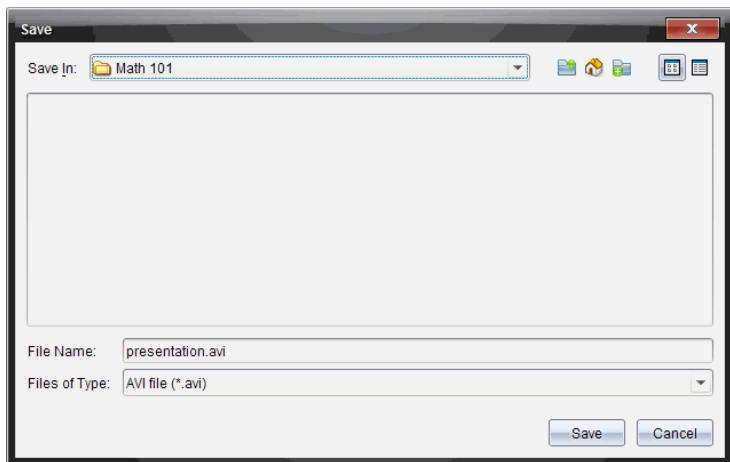 Save
Save In: Math 101
File Name: presentation.avi
Files of Type: AVI file (*.avi)
Save Cancel